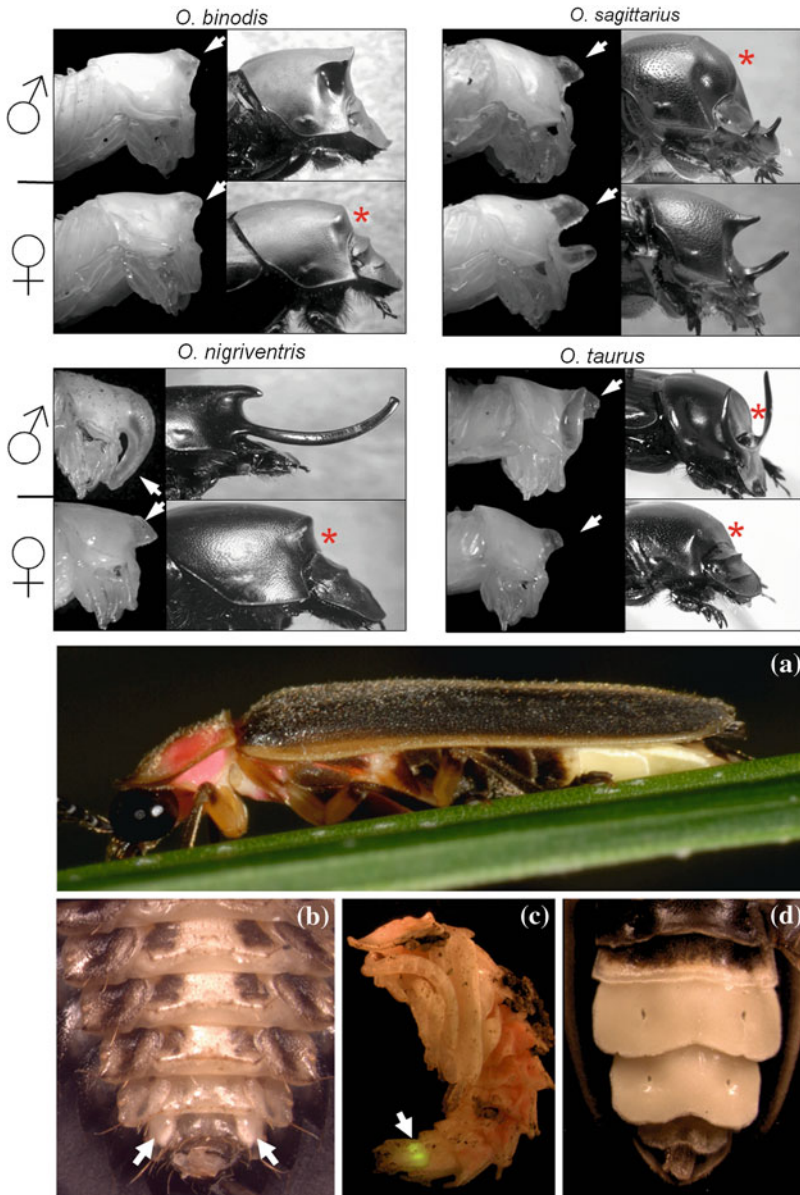 O. binodis
O. sagittarius
♂
*
♀
*
O. nigriventris
O. taurus
♂
*
♀
*
*
(a)
(b)
(c)
(d)